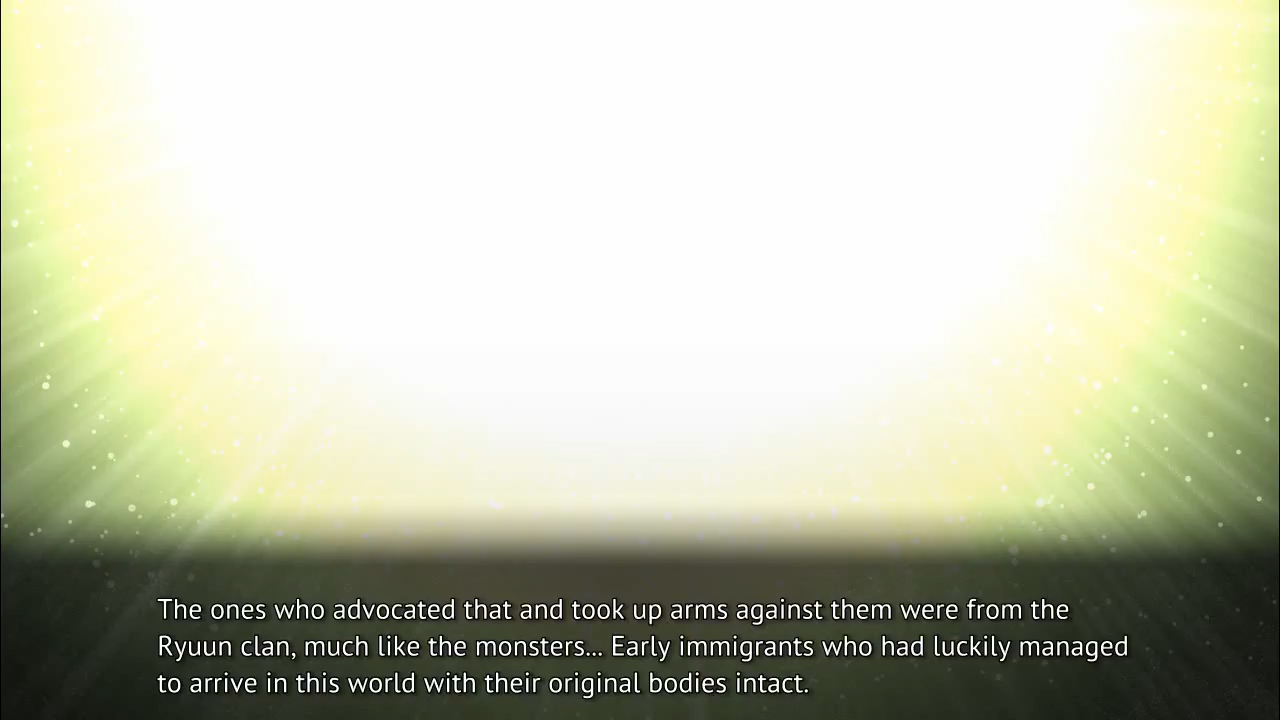 The ones who advocated that and took up arms against them were from the
Ryuun clan, much like the monsters... Early immigrants who had luckily managed
to arrive in this world with their original bodies intact.